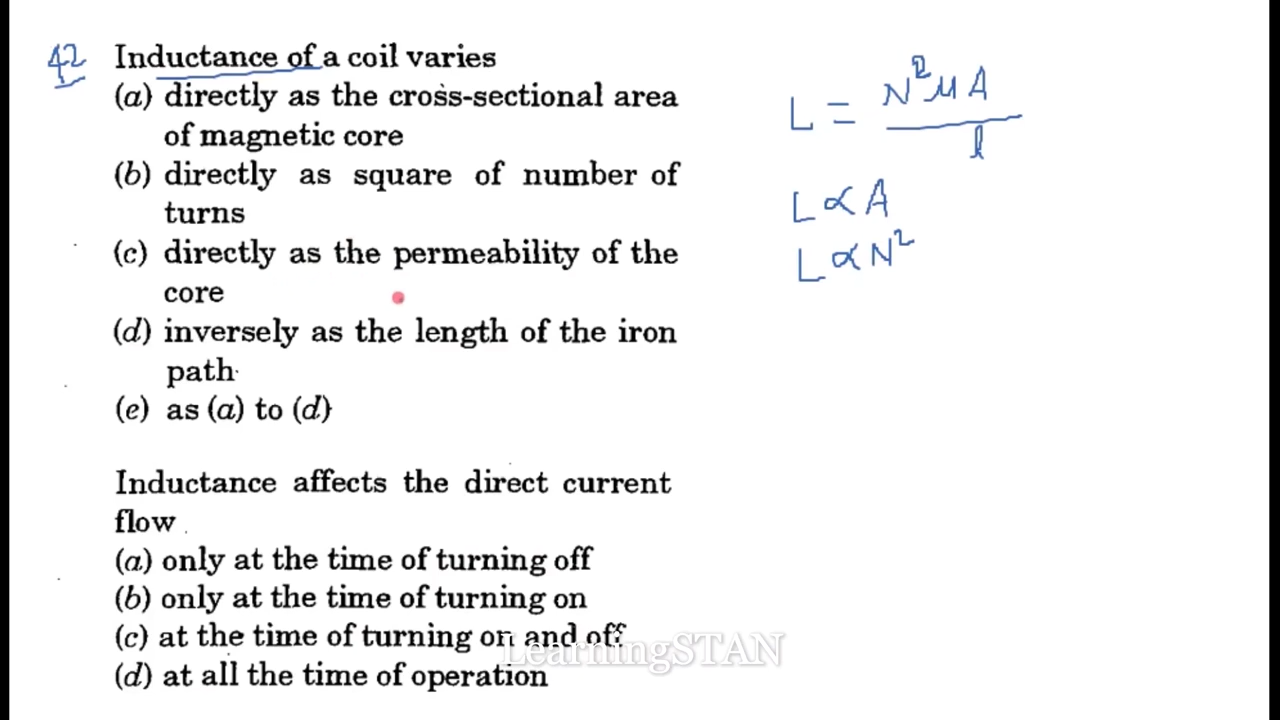 42 Inductance of a coil varies
(a) directly as the cross-sectional area
of magnetic core
(b) directly as square of number of
turns
(c) directly as the permeability of the
core
(d) inversely as the length of the iron
path
(e) as (a) to (d)
Inductance affects the direct current
flow
(a) only at the time of turning off
(b) only at the time of turning on
(c) at the time of turning on and off
(d) at all the time of operation
LearningSTAN
L = N²μA / l
L ∝ A
L ∝ N²